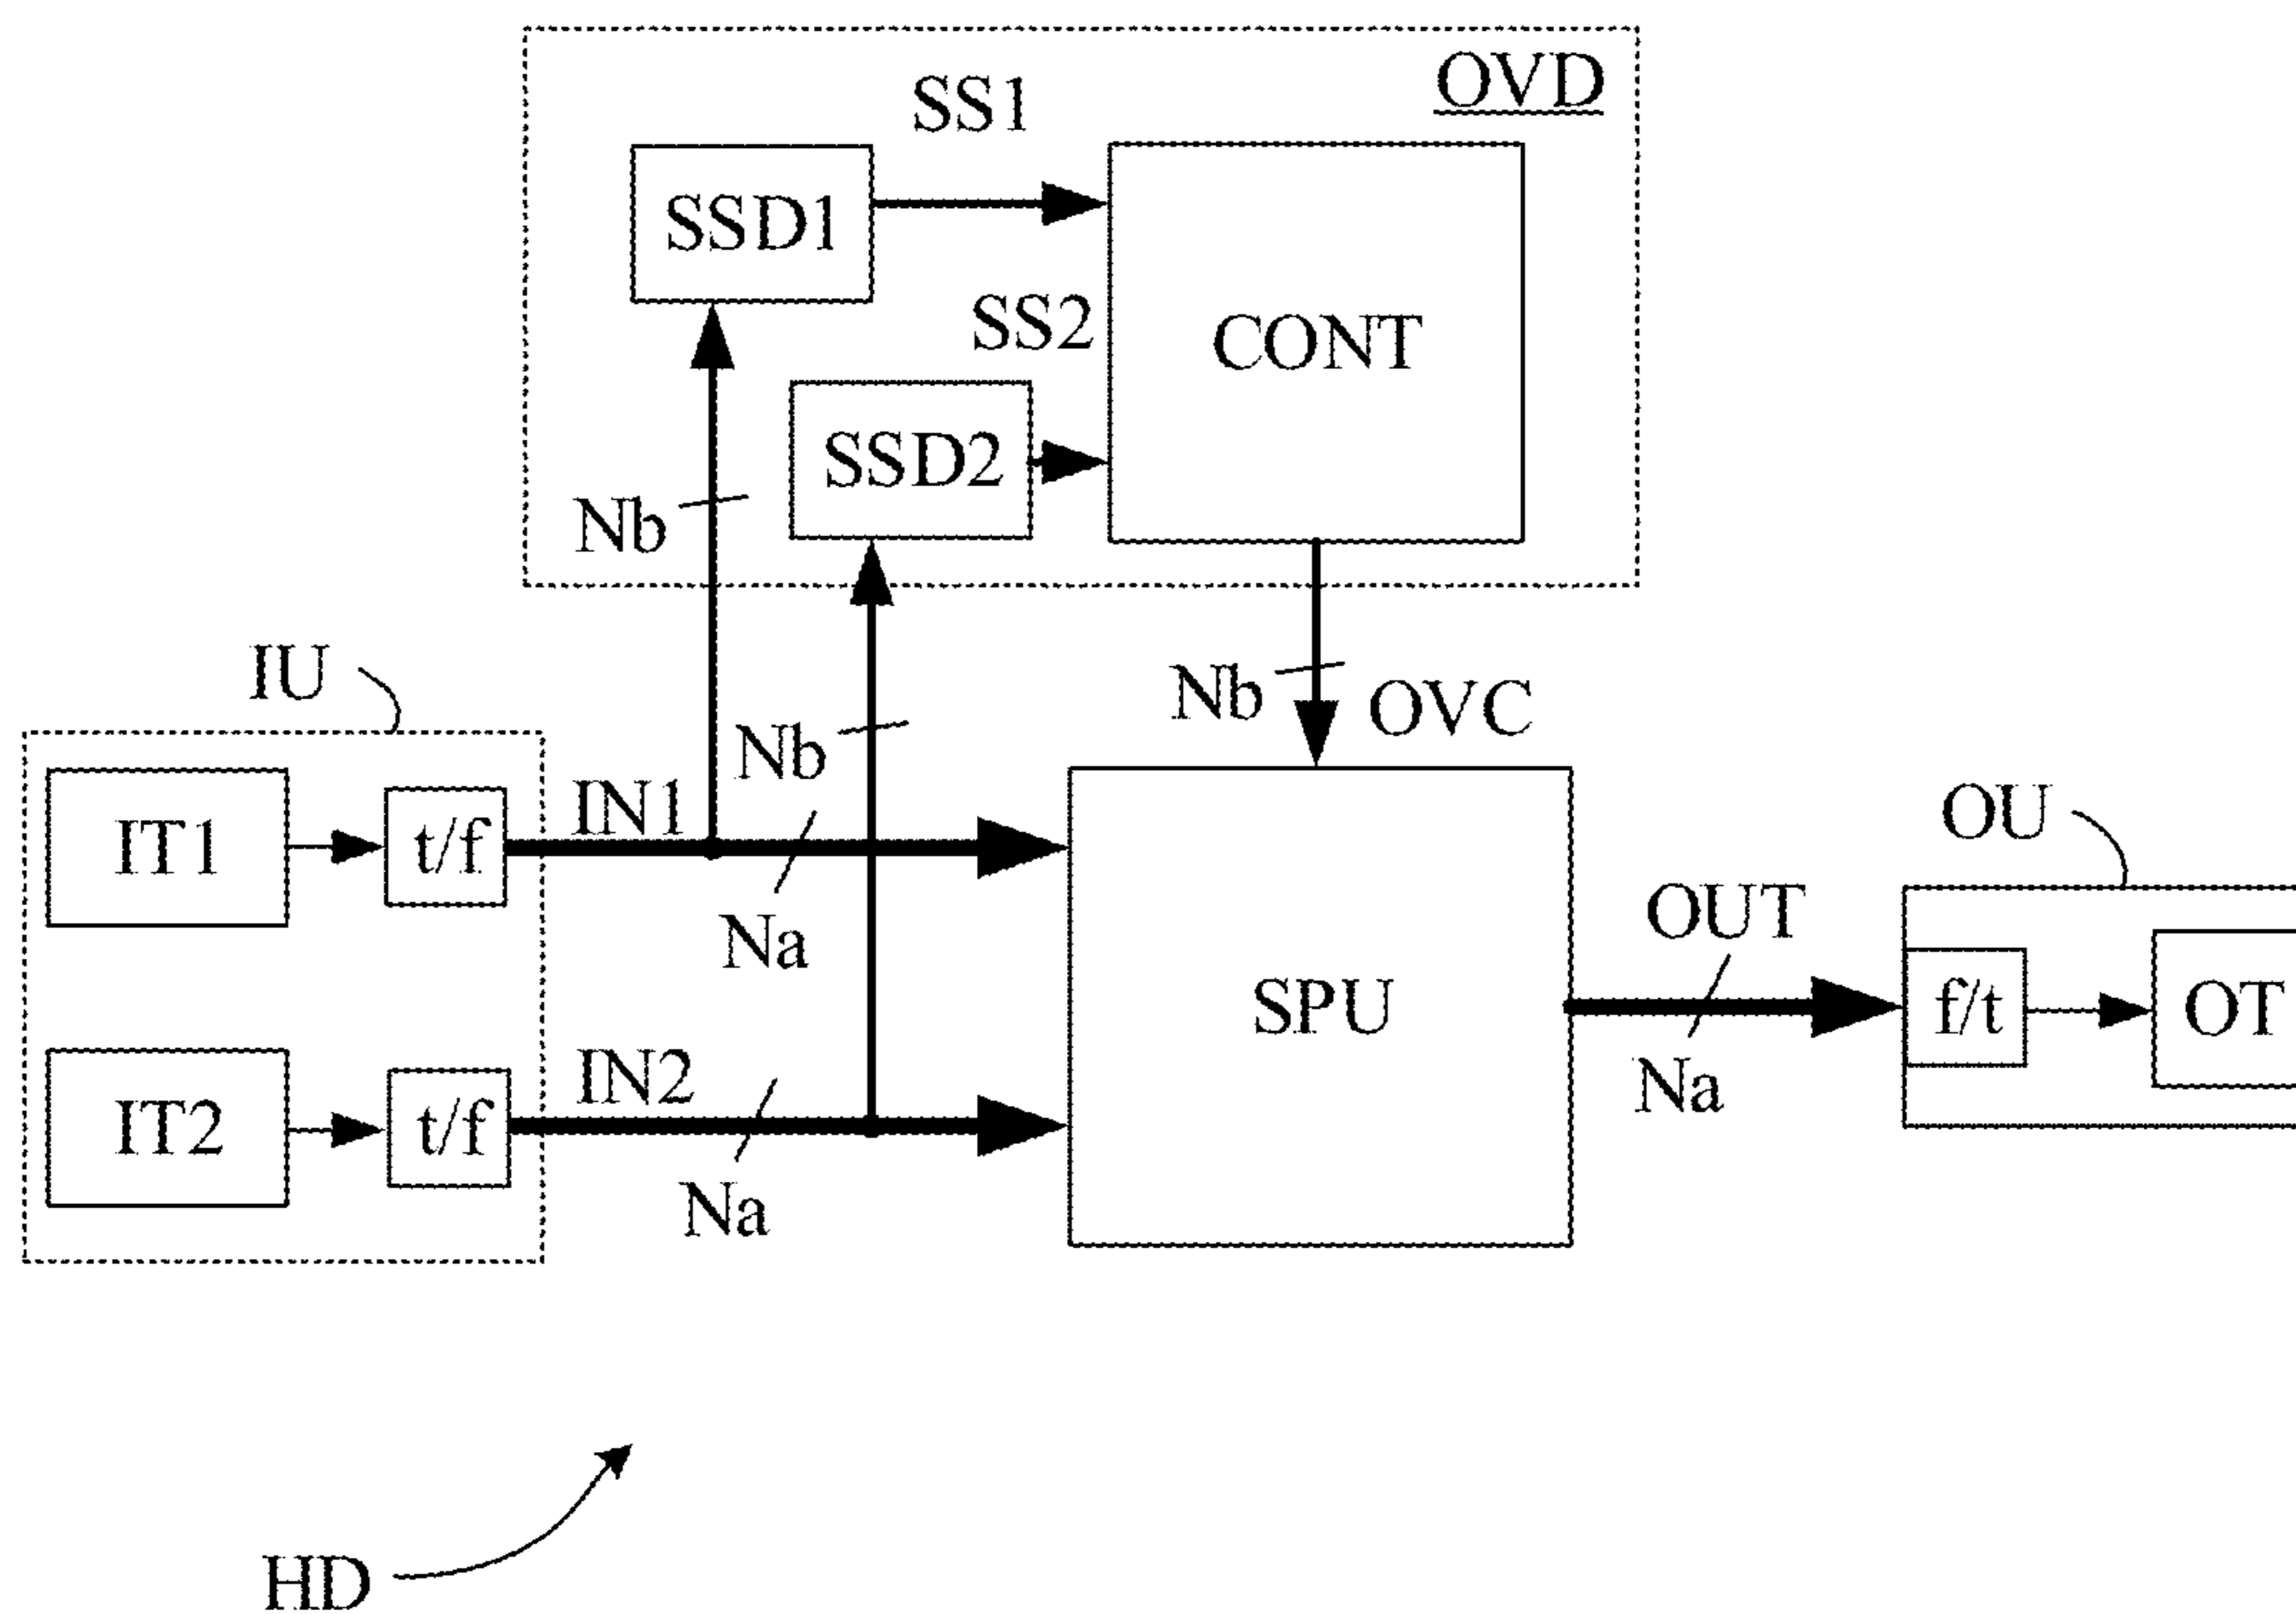 OVD
SS1
SSD1
SS2
CONT
SSD2
Nb
IU
Nb
Nb
OVC
IN1
IT1
t/f
Na
OU
OUT
SPU
f/t
OT
IN2
Na
IT2
t/f
Na
HD